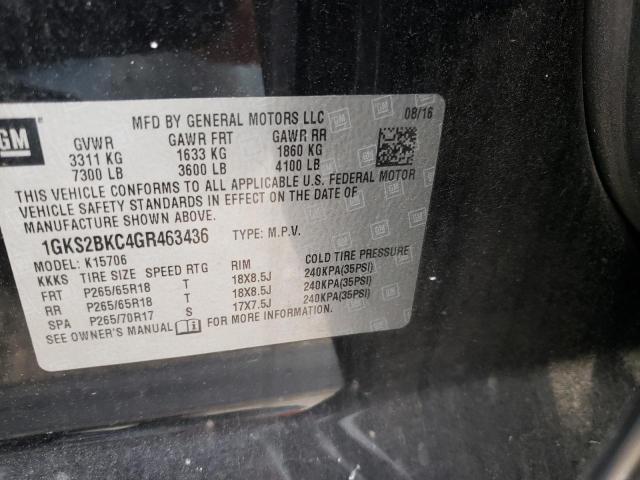 GM
MFD BY GENERAL MOTORS LLC
08/16
GVWR GAWR FRT GAWR RR
3311 KG 1633 KG 1860 KG
7300 LB 3600 LB 4100 LB
THIS VEHICLE CONFORMS TO ALL APPLICABLE U.S. FEDERAL MOTOR
VEHICLE SAFETY STANDARDS IN EFFECT ON THE DATE OF
MANUFACTURE SHOWN ABOVE.
1GKS2BKC4GR463436 TYPE: M.P.V.
MODEL: K15706
KKKS TIRE SIZE SPEED RTG RIM COLD TIRE PRESSURE
FRT P265/65R18 T 18X8.5J 240KPA(35PSI)
RR P265/65R18 T 18X8.5J 240KPA(35PSI)
SPA P265/70R17 S 17X7.5J 240KPA(35PSI)
SEE OWNER'S MANUAL FOR MORE INFORMATION.